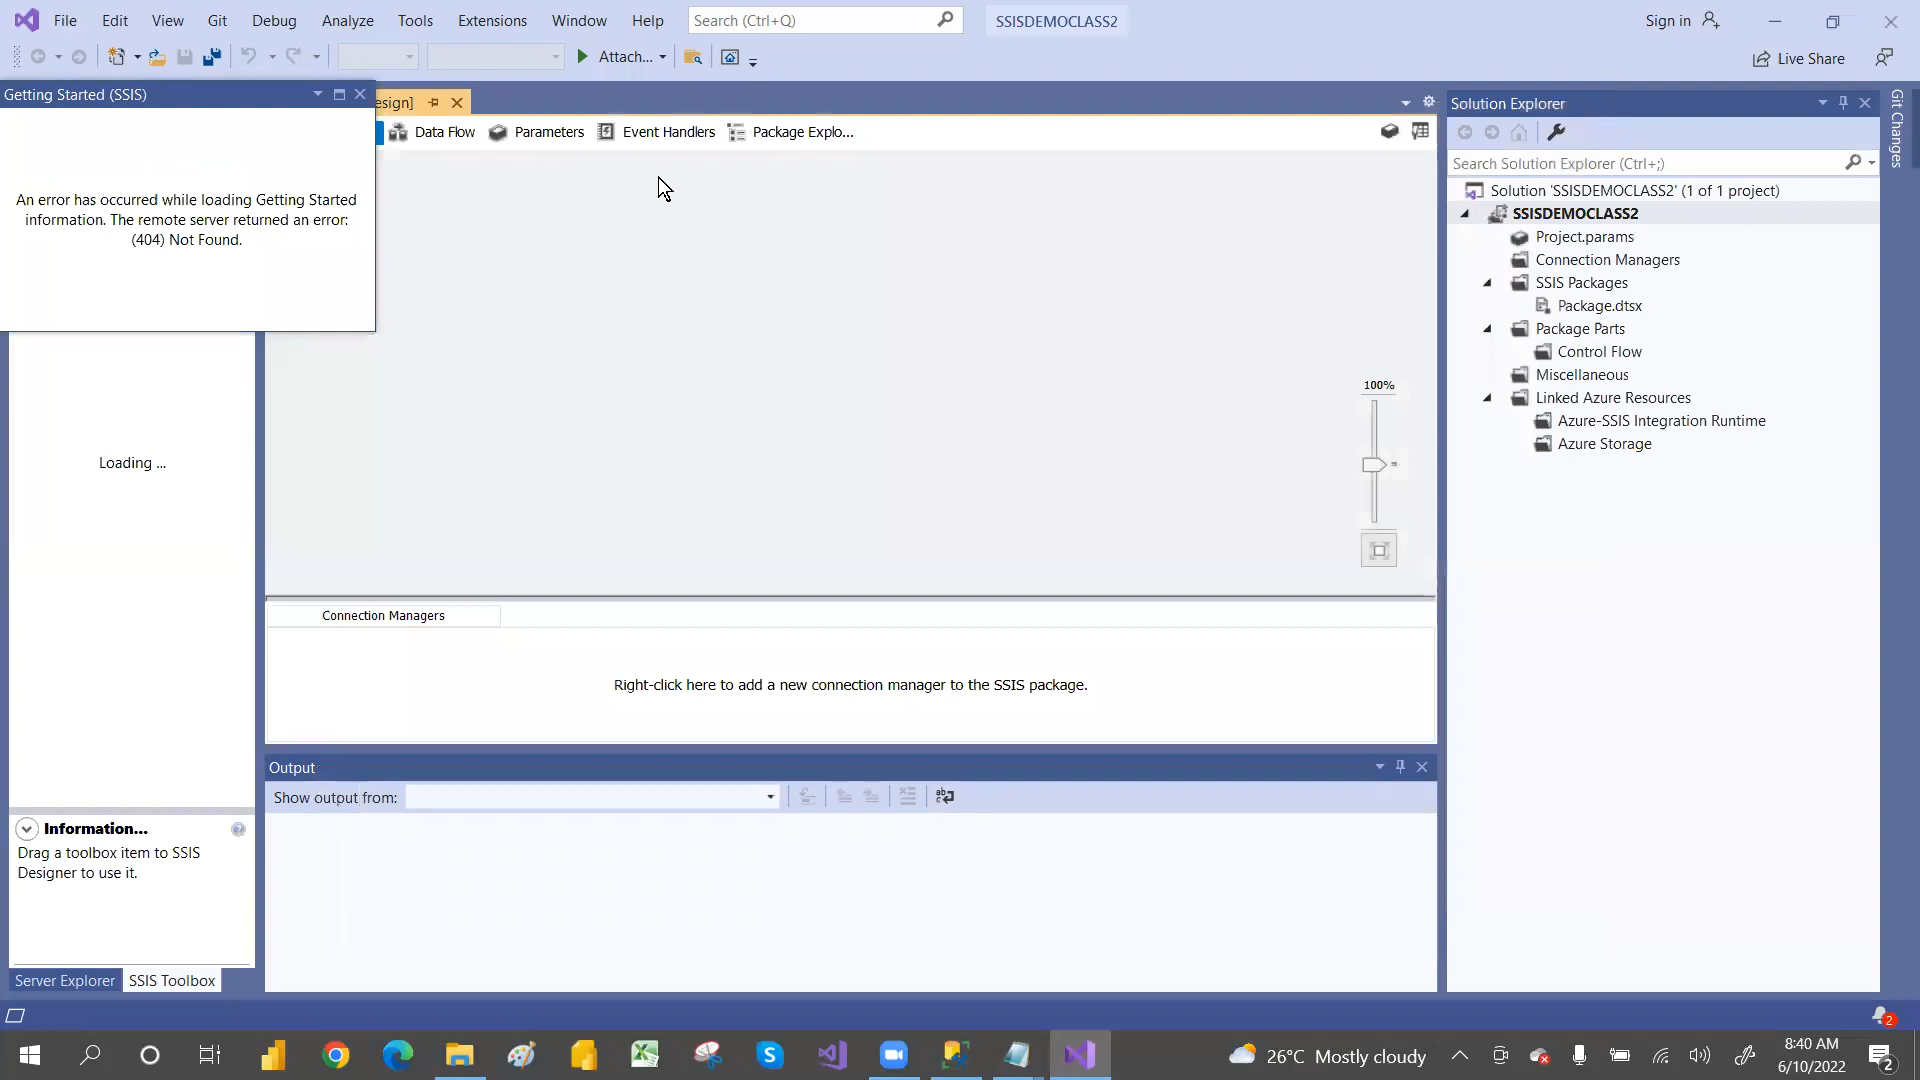 File Edit View Git Debug Analyze Tools Extensions Window Help Search (Ctrl+Q) SSISDEMOCLASS2 Sign in
Attach... Live Share
Getting Started (SSIS)
An error has occurred while loading Getting Started
information. The remote server returned an error:
(404) Not Found.
esign]
Data Flow Parameters Event Handlers Package Explo...
100%
Loading ...
Connection Managers
Right-click here to add a new connection manager to the SSIS package.
Output
Show output from:
Information...
Drag a toolbox item to SSIS
Designer to use it.
Server Explorer SSIS Toolbox
Solution Explorer
Search Solution Explorer (Ctrl+;)
Solution 'SSISDEMOCLASS2' (1 of 1 project)
SSISDEMOCLASS2
Project.params
Connection Managers
SSIS Packages
Package.dtsx
Package Parts
Control Flow
Miscellaneous
Linked Azure Resources
Azure-SSIS Integration Runtime
Azure Storage
Git Changes
2
26°C Mostly cloudy
8:40 AM
6/10/2022
2